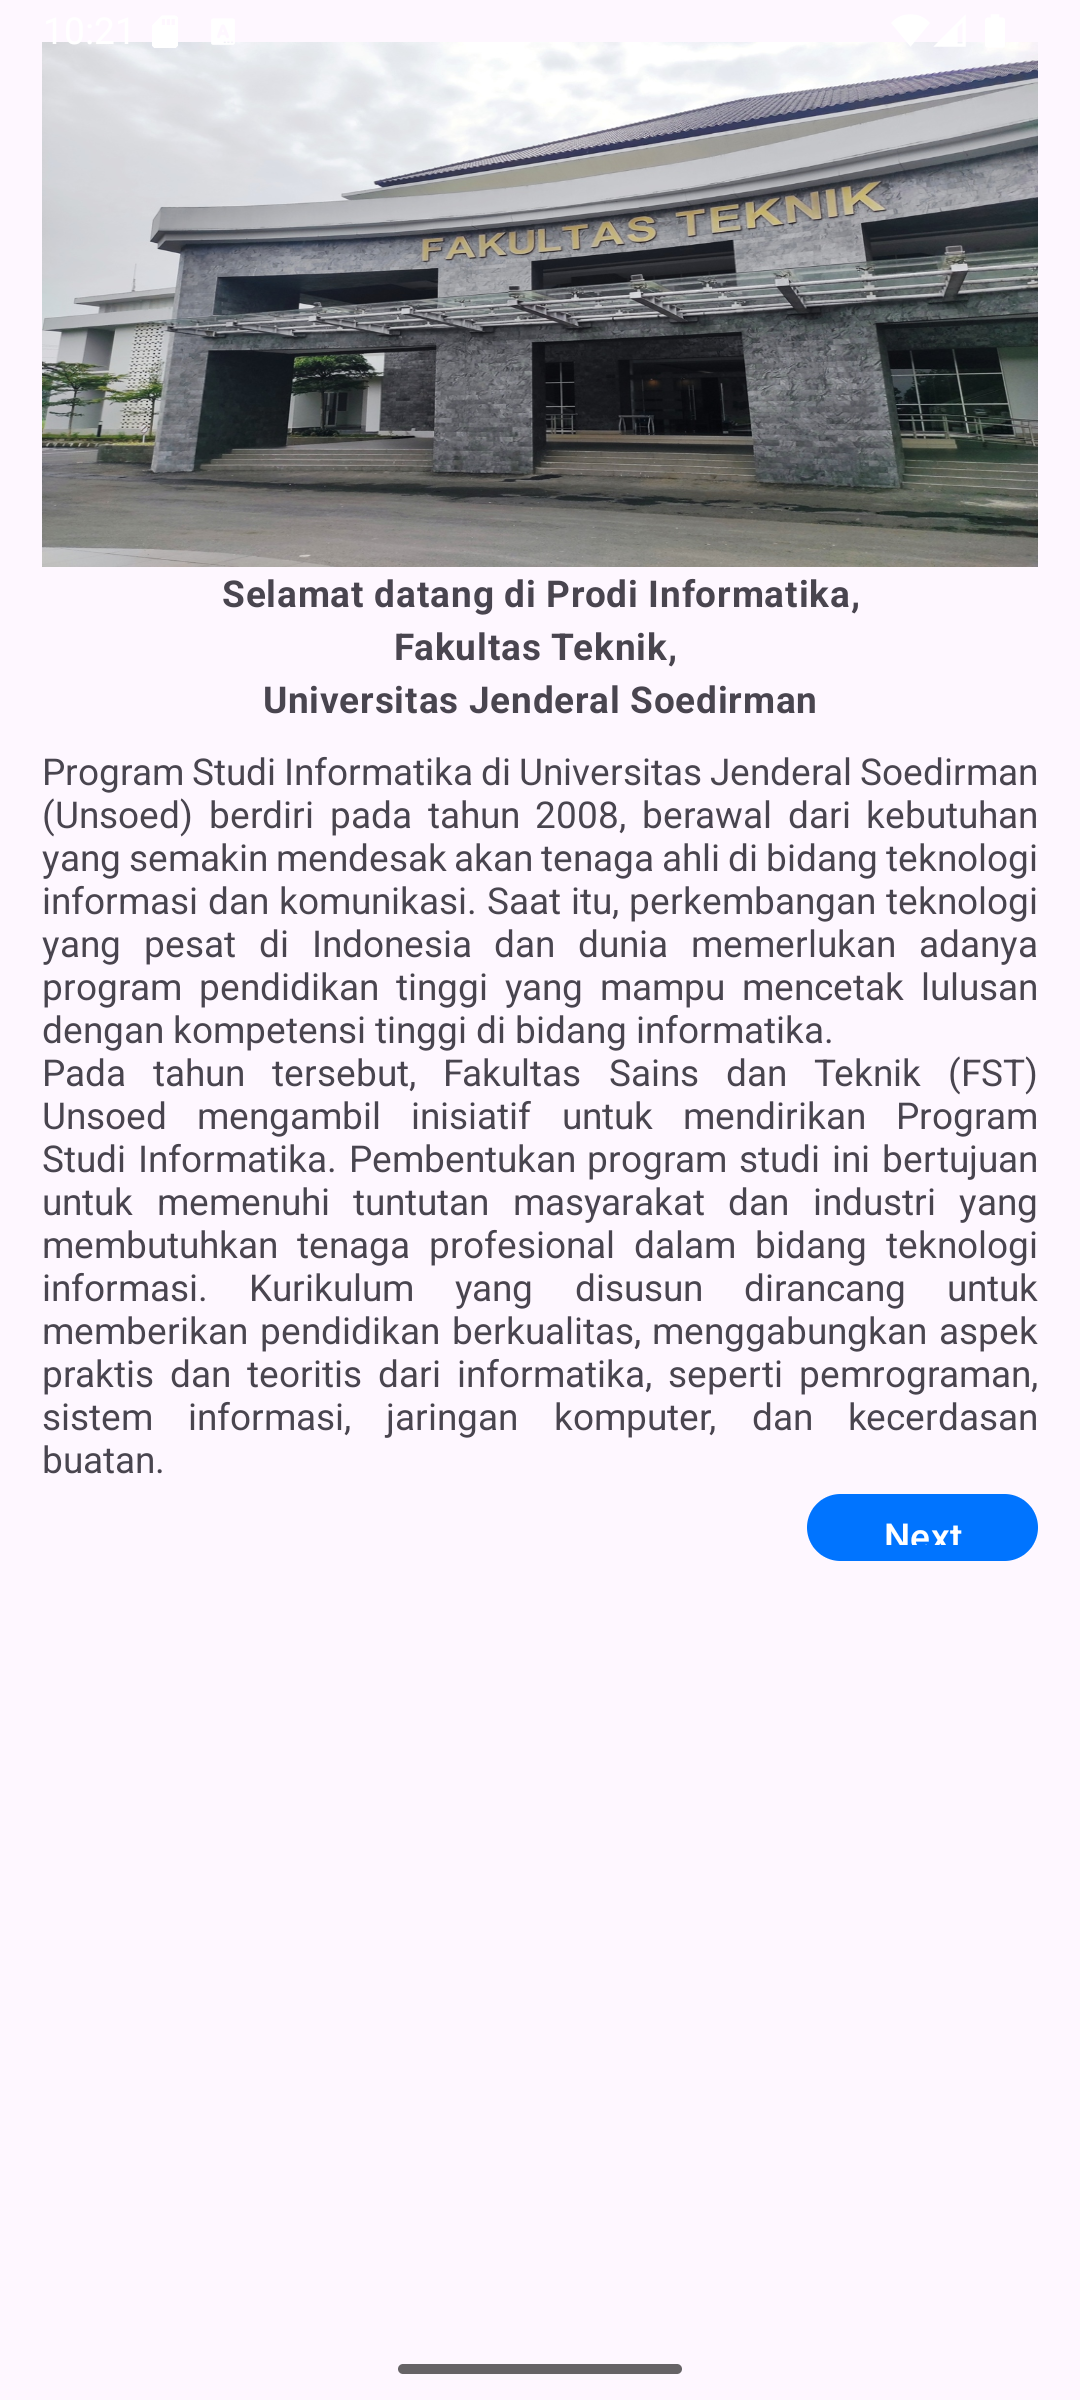 10:21
FAKULTAS TEKNIK
Selamat datang di Prodi Informatika,
Fakultas Teknik,
Universitas Jenderal Soedirman
Program Studi Informatika di Universitas Jenderal Soedirman
(Unsoed) berdiri pada tahun 2008, berawal dari kebutuhan
yang semakin mendesak akan tenaga ahli di bidang teknologi
informasi dan komunikasi. Saat itu, perkembangan teknologi
yang pesat di Indonesia dan dunia memerlukan adanya
program pendidikan tinggi yang mampu mencetak lulusan
dengan kompetensi tinggi di bidang informatika.
Pada tahun tersebut, Fakultas Sains dan Teknik (FST)
Unsoed mengambil inisiatif untuk mendirikan Program
Studi Informatika. Pembentukan program studi ini bertujuan
untuk memenuhi tuntutan masyarakat dan industri yang
membutuhkan tenaga profesional dalam bidang teknologi
informasi. Kurikulum yang disusun dirancang untuk
memberikan pendidikan berkualitas, menggabungkan aspek
praktis dan teoritis dari informatika, seperti pemrograman,
sistem informasi, jaringan komputer, dan kecerdasan
buatan.
Next